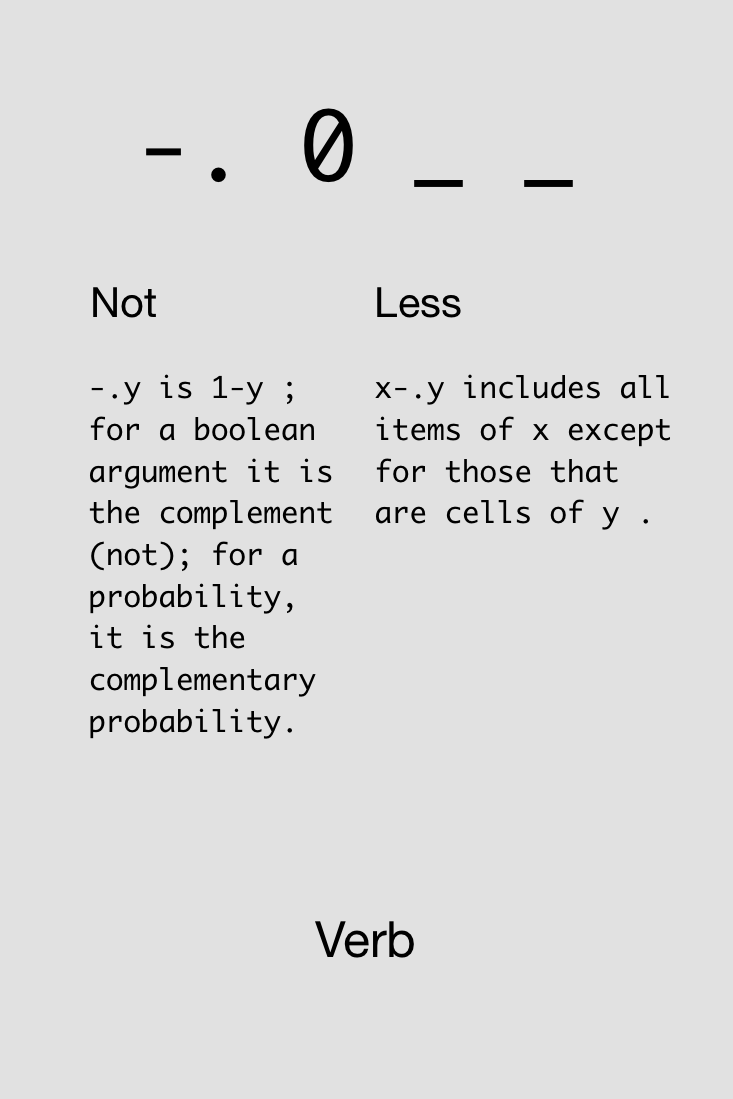 -. 0 _ _
Not
-.y is 1-y ;
for a boolean
argument it is
the complement
(not); for a
probability,
it is the
complementary
probability.
Less
x-.y includes all
items of x except
for those that
are cells of y .
Verb